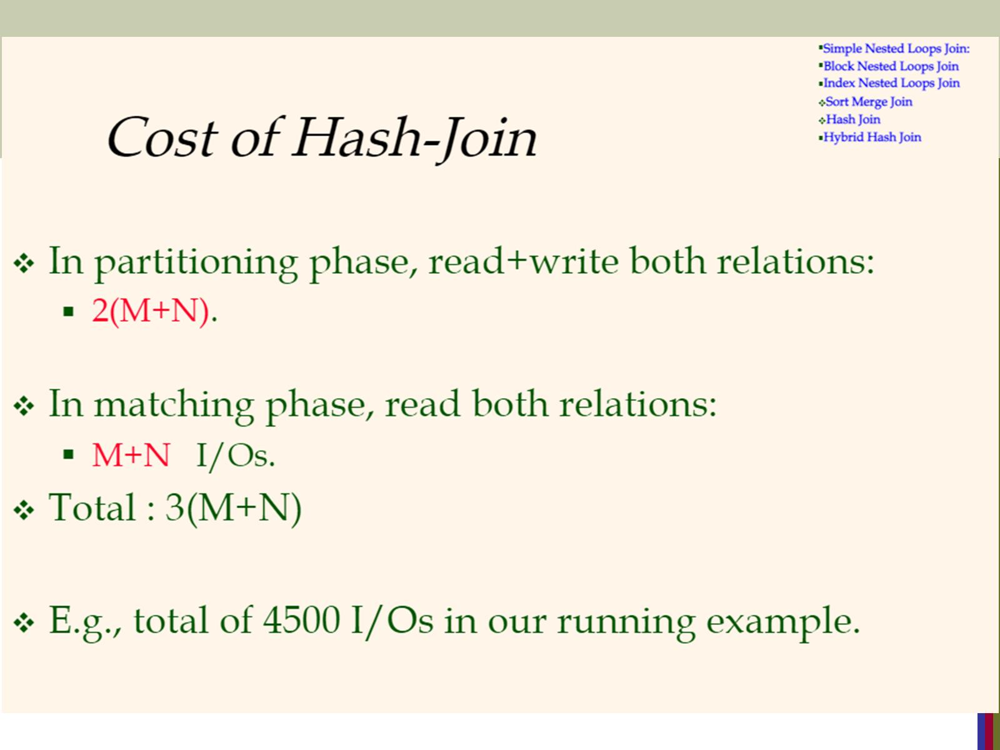 ▪Simple Nested Loops Join:
▪Block Nested Loops Join
▪Index Nested Loops Join
❖Sort Merge Join
❖Hash Join
▪Hybrid Hash Join
Cost of Hash-Join
❖ In partitioning phase, read+write both relations:
▪ 2(M+N).
❖ In matching phase, read both relations:
▪ M+N I/Os.
❖ Total : 3(M+N)
❖ E.g., total of 4500 I/Os in our running example.